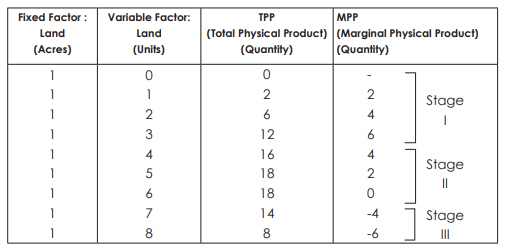 Fixed Factor : Variable Factor: TPP MPP
Land Land (Total Physical Product) (Marginal Physical Product)
(Acres) (Units) (Quantity) (Quantity)
1 0 0 -
1 1 2 2
1 2 6 4
1 3 12 6
Stage
I
1 4 16 4
1 5 18 2
1 6 18 0
Stage
II
1 7 14 -4
1 8 8 -6
Stage
III